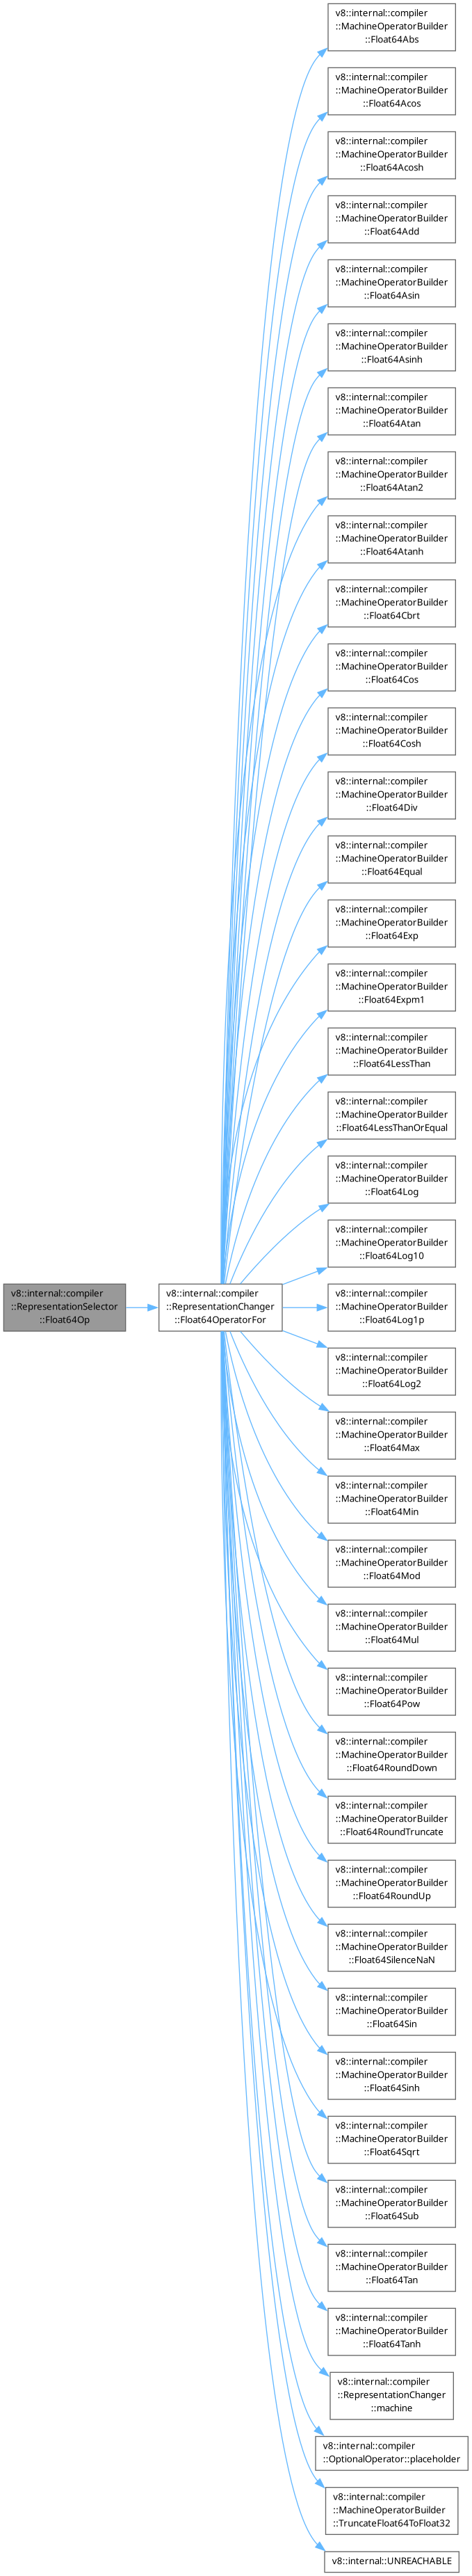 v8::internal::compiler
::MachineOperatorBuilder
::Float64Abs
v8::internal::compiler
::MachineOperatorBuilder
::Float64Acos
v8::internal::compiler
::MachineOperatorBuilder
::Float64Acosh
v8::internal::compiler
::MachineOperatorBuilder
::Float64Add
v8::internal::compiler
::MachineOperatorBuilder
::Float64Asin
v8::internal::compiler
::MachineOperatorBuilder
::Float64Asinh
v8::internal::compiler
::MachineOperatorBuilder
::Float64Atan
v8::internal::compiler
::MachineOperatorBuilder
::Float64Atan2
v8::internal::compiler
::MachineOperatorBuilder
::Float64Atanh
v8::internal::compiler
::MachineOperatorBuilder
::Float64Cbrt
v8::internal::compiler
::MachineOperatorBuilder
::Float64Cos
v8::internal::compiler
::MachineOperatorBuilder
::Float64Cosh
v8::internal::compiler
::MachineOperatorBuilder
::Float64Div
v8::internal::compiler
::MachineOperatorBuilder
::Float64Equal
v8::internal::compiler
::MachineOperatorBuilder
::Float64Exp
v8::internal::compiler
::MachineOperatorBuilder
::Float64Expm1
v8::internal::compiler
::MachineOperatorBuilder
::Float64LessThan
v8::internal::compiler
::MachineOperatorBuilder
::Float64LessThanOrEqual
v8::internal::compiler
::MachineOperatorBuilder
::Float64Log
v8::internal::compiler
::MachineOperatorBuilder
::Float64Log10
v8::internal::compiler
::RepresentationSelector
::Float64Op
v8::internal::compiler
::RepresentationChanger
::Float64OperatorFor
v8::internal::compiler
::MachineOperatorBuilder
::Float64Log1p
v8::internal::compiler
::MachineOperatorBuilder
::Float64Log2
v8::internal::compiler
::MachineOperatorBuilder
::Float64Max
v8::internal::compiler
::MachineOperatorBuilder
::Float64Min
v8::internal::compiler
::MachineOperatorBuilder
::Float64Mod
v8::internal::compiler
::MachineOperatorBuilder
::Float64Mul
v8::internal::compiler
::MachineOperatorBuilder
::Float64Pow
v8::internal::compiler
::MachineOperatorBuilder
::Float64RoundDown
v8::internal::compiler
::MachineOperatorBuilder
::Float64RoundTruncate
v8::internal::compiler
::MachineOperatorBuilder
::Float64RoundUp
v8::internal::compiler
::MachineOperatorBuilder
::Float64SilenceNaN
v8::internal::compiler
::MachineOperatorBuilder
::Float64Sin
v8::internal::compiler
::MachineOperatorBuilder
::Float64Sinh
v8::internal::compiler
::MachineOperatorBuilder
::Float64Sqrt
v8::internal::compiler
::MachineOperatorBuilder
::Float64Sub
v8::internal::compiler
::MachineOperatorBuilder
::Float64Tan
v8::internal::compiler
::MachineOperatorBuilder
::Float64Tanh
v8::internal::compiler
::RepresentationChanger
::machine
v8::internal::compiler
::OptionalOperator::placeholder
v8::internal::compiler
::MachineOperatorBuilder
::TruncateFloat64ToFloat32
v8::internal::UNREACHABLE